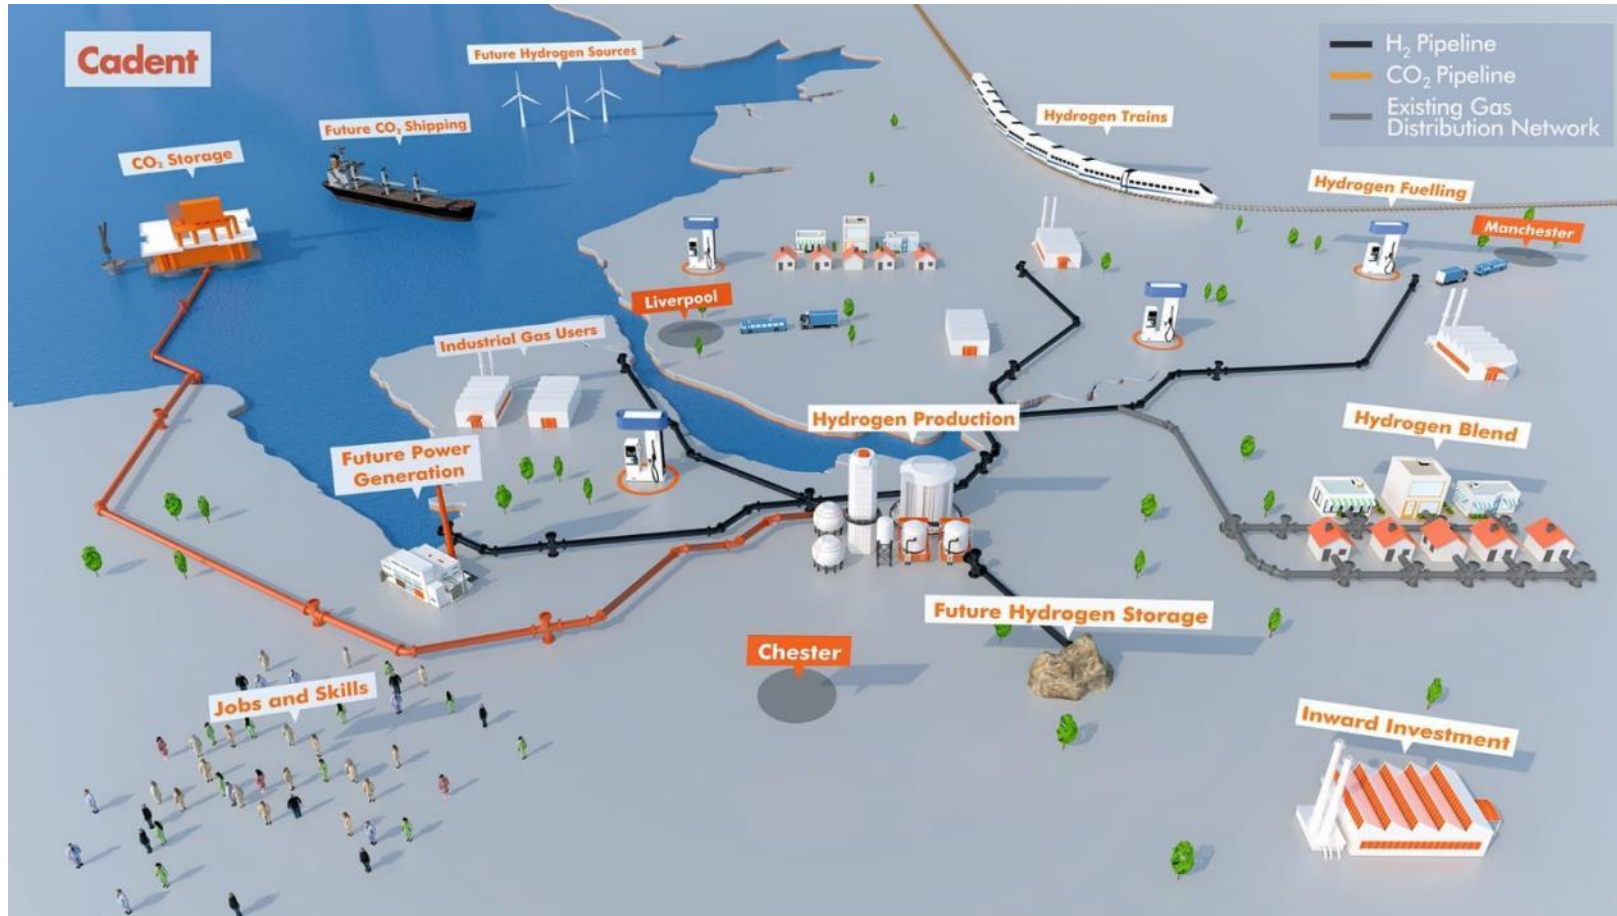 Cadent
Future Hydrogen Sources
H₂ Pipeline
CO₂ Pipeline
Existing Gas
Distribution Network
Future CO₂ Shipping
Hydrogen Trains
CO₂ Storage
Hydrogen Fuelling
Manchester
Liverpool
Industrial Gas Users
Hydrogen Production
Hydrogen Blend
Future Power
Generation
Future Hydrogen Storage
Chester
Jobs and Skills
Inward Investment